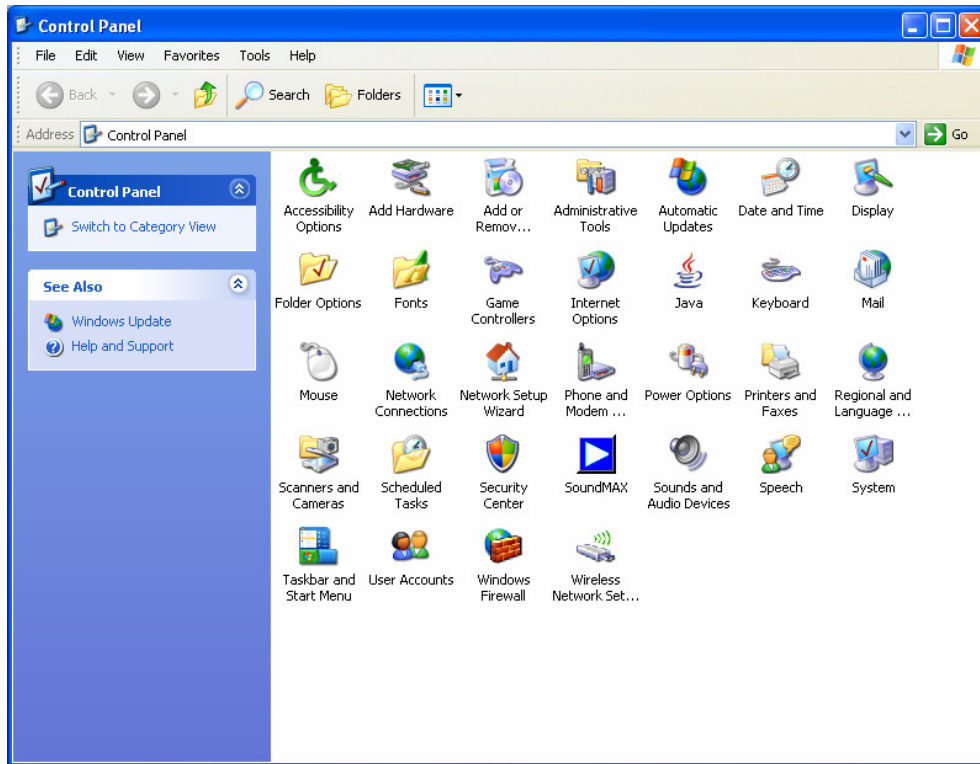 Control Panel
File Edit View Favorites Tools Help
Back Search Folders
Address Control Panel Go
Control Panel
Switch to Category View
See Also
Windows Update
Help and Support
Accessibility Options
Add Hardware
Add or Remov...
Administrative Tools
Automatic Updates
Date and Time
Display
Folder Options
Fonts
Game Controllers
Internet Options
Java
Keyboard
Mail
Mouse
Network Connections
Network Setup Wizard
Phone and Modem ...
Power Options
Printers and Faxes
Regional and Language ...
Scanners and Cameras
Scheduled Tasks
Security Center
SoundMAX
Sounds and Audio Devices
Speech
System
Taskbar and Start Menu
User Accounts
Windows Firewall
Wireless Network Set...